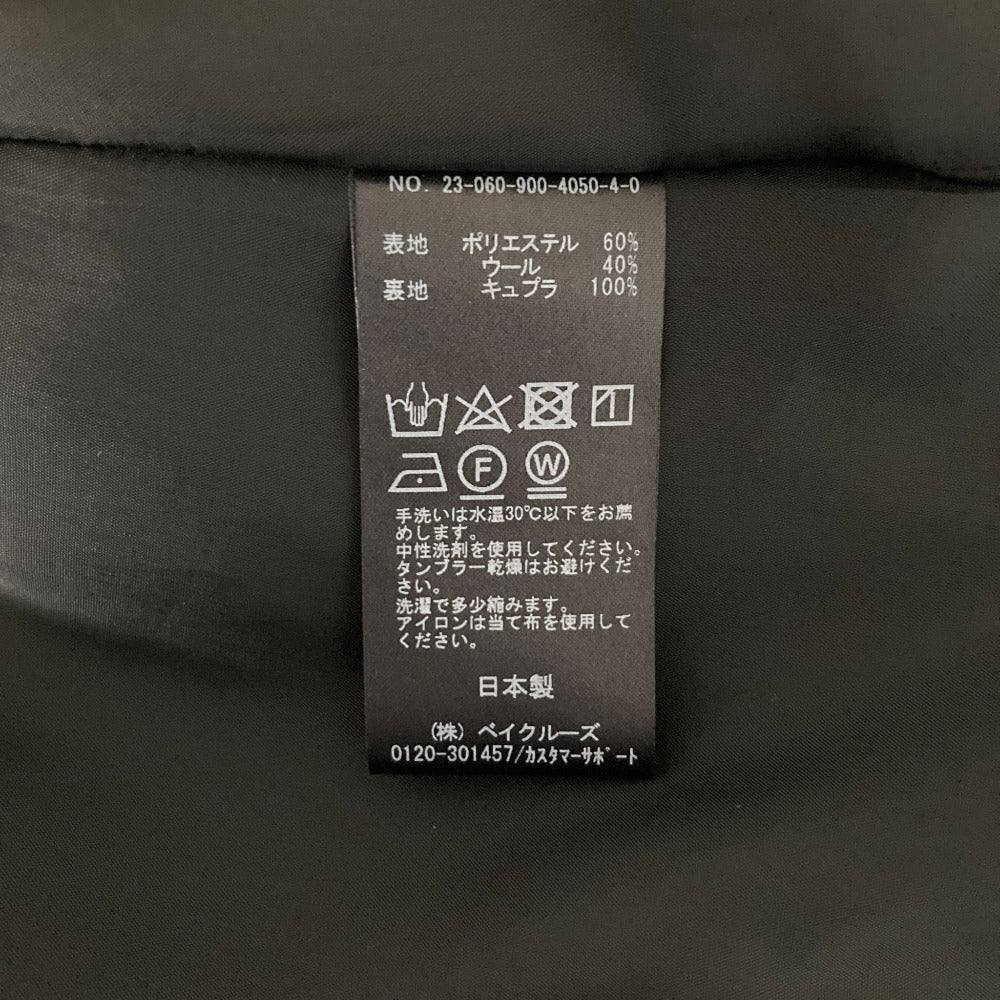 NO. 23-060-900-4050-4-0
表地 ポリエステル 60%
ウール 40%
裏地 キュプラ 100%
F W
手洗いは水温30℃以下をお薦
めします。
中性洗剤を使用してください。
タンブラー乾燥はお避けくだ
さい。
洗濯で多少縮みます。
アイロンは当て布を使用して
ください。
日本製
(株) ベイクルーズ
0120-301457/カスタマーサポート